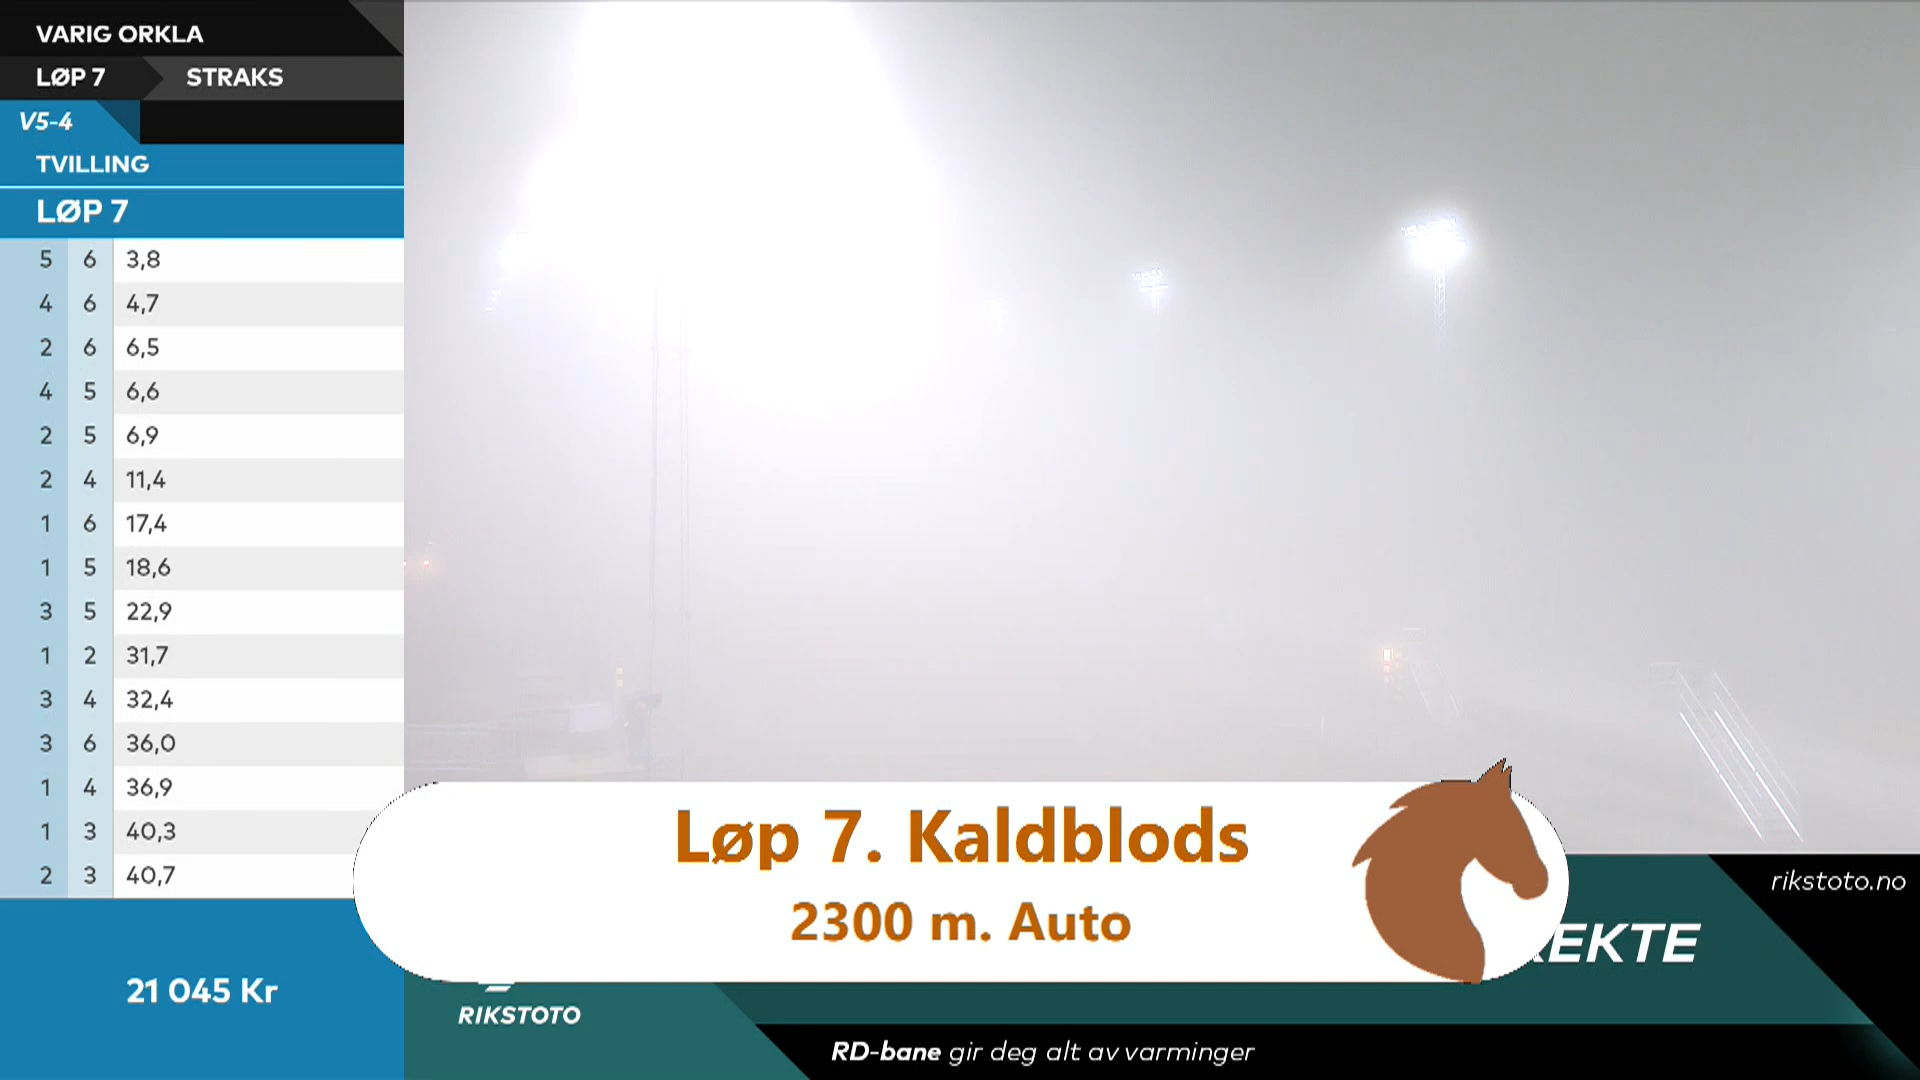 VARIG ORKLA
LØP 7 STRAKS
V5-4
TVILLING
LØP 7
5 6 3,8
4 6 4,7
2 6 6,5
4 5 6,6
2 5 6,9
2 4 11,4
1 6 17,4
1 5 18,6
3 5 22,9
1 2 31,7
3 4 32,4
3 6 36,0
1 4 36,9
1 3 40,3
2 3 40,7
21 045 Kr
Løp 7. Kaldblods
2300 m. Auto
rikstoto.no
EKTE
RIKSTOTO
RD-bane gir deg alt av varminger